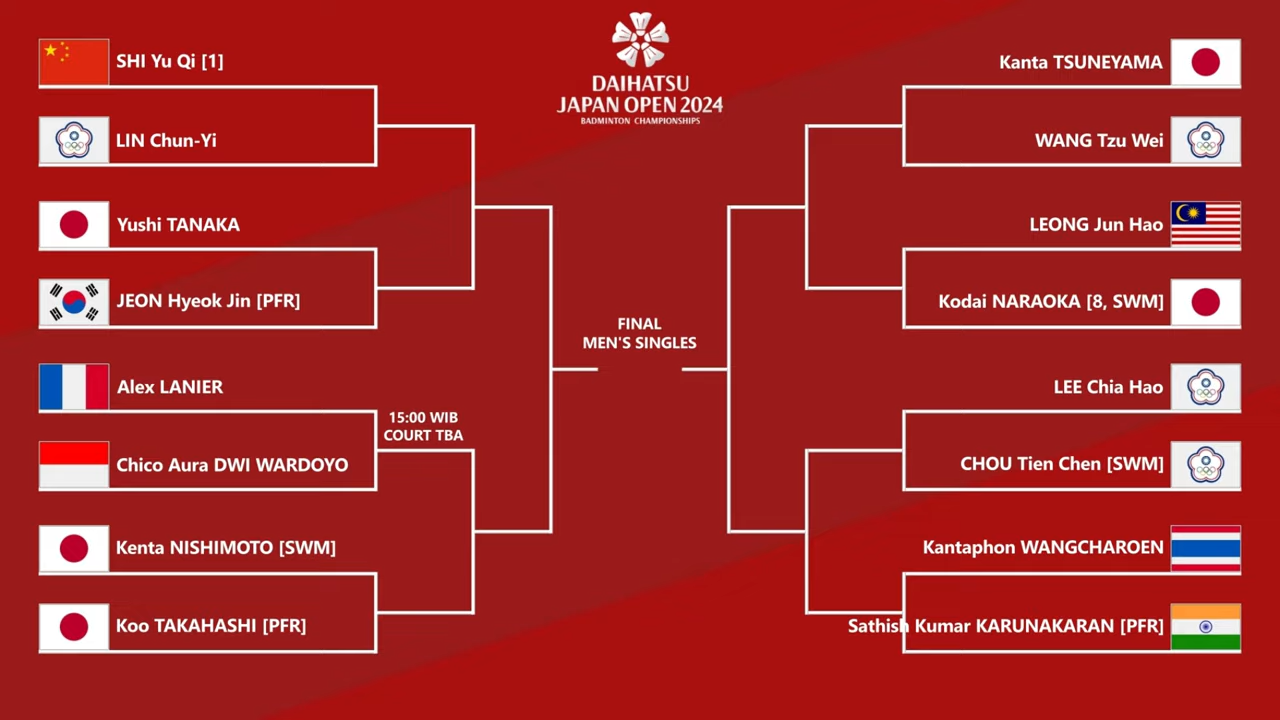 DAIHATSU
JAPAN OPEN 2024
BADMINTON CHAMPIONSHIPS
SHI Yu Qi [1]
LIN Chun-Yi
Yushi TANAKA
JEON Hyeok Jin [PFR]
Alex LANIER
15:00 WIB
COURT TBA
Chico Aura DWI WARDOYO
Kenta NISHIMOTO [SWM]
Koo TAKAHASHI [PFR]
FINAL
MEN'S SINGLES
Kanta TSUNEYAMA
WANG Tzu Wei
LEONG Jun Hao
Kodai NARAOKA [8, SWM]
LEE Chia Hao
CHOU Tien Chen [SWM]
Kantaphon WANGCHAROEN
Sathish Kumar KARUNAKARAN [PFR]